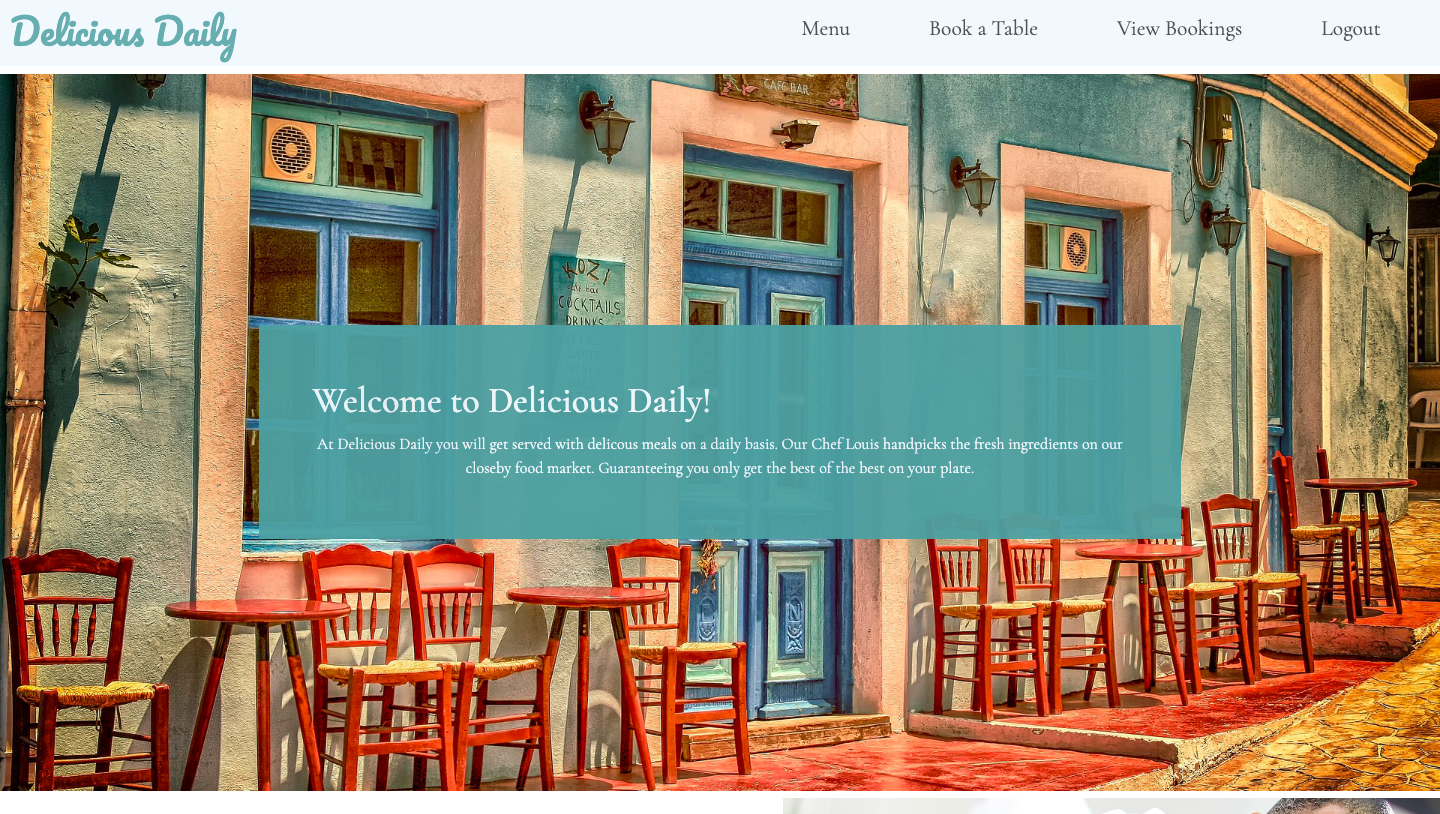 Delicious Daily
Menu
Book a Table
View Bookings
Logout
CAFE BAR
KOZI
COCKTAILS
DRINKS
Welcome to Delicious Daily!
At Delicious Daily you will get served with delicous meals on a daily basis. Our Chef Louis handpicks the fresh ingredients on our
closeby food market. Guaranteeing you only get the best of the best on your plate.